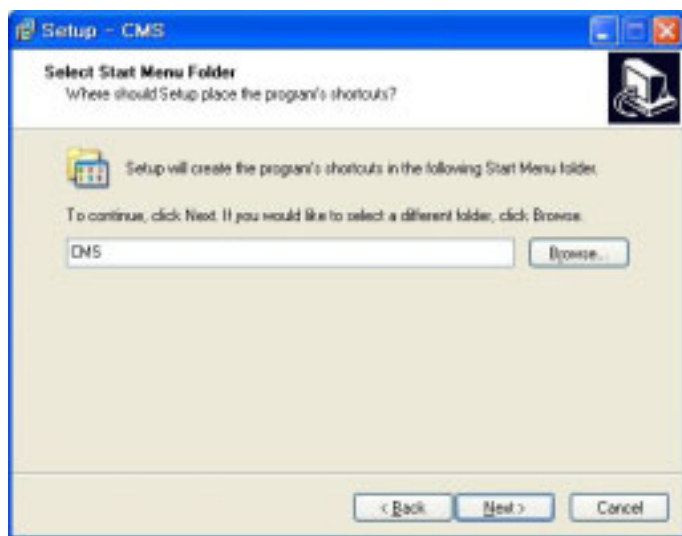 Setup - CMS
Select Start Menu Folder
Where should Setup place the program's shortcuts?
Setup will create the program's shortcuts in the following Start Menu folder.
To continue, click Next. If you would like to select a different folder, click Browse.
CMS
Browse...
< Back
Next >
Cancel